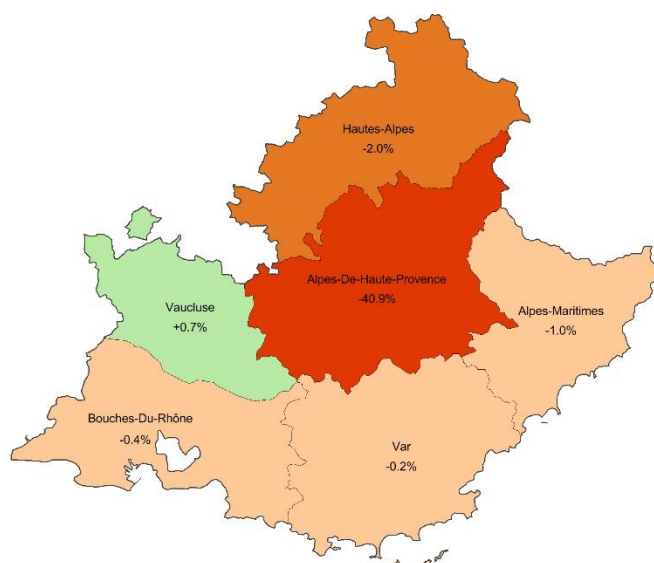 Hautes-Alpes
-2.0%
Alpes-De-Haute-Provence
-40.9%
Vaucluse
+0.7%
Alpes-Maritimes
-1.0%
Bouches-Du-Rhône
-0.4%
Var
-0.2%